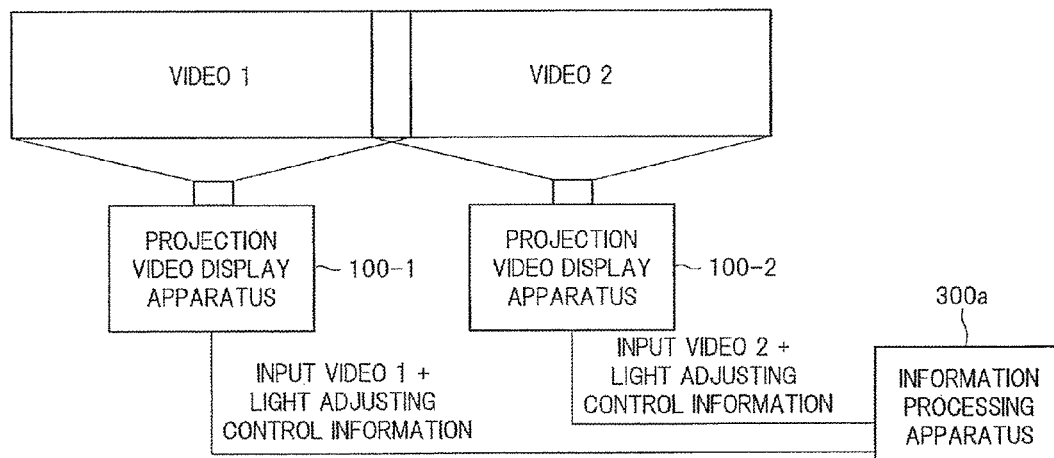 VIDEO 1
VIDEO 2
PROJECTION
VIDEO DISPLAY
APPARATUS
100-1
PROJECTION
VIDEO DISPLAY
APPARATUS
100-2
300a
INPUT VIDEO 1 +
LIGHT ADJUSTING
CONTROL INFORMATION
INPUT VIDEO 2 +
LIGHT ADJUSTING
CONTROL INFORMATION
INFORMATION
PROCESSING
APPARATUS